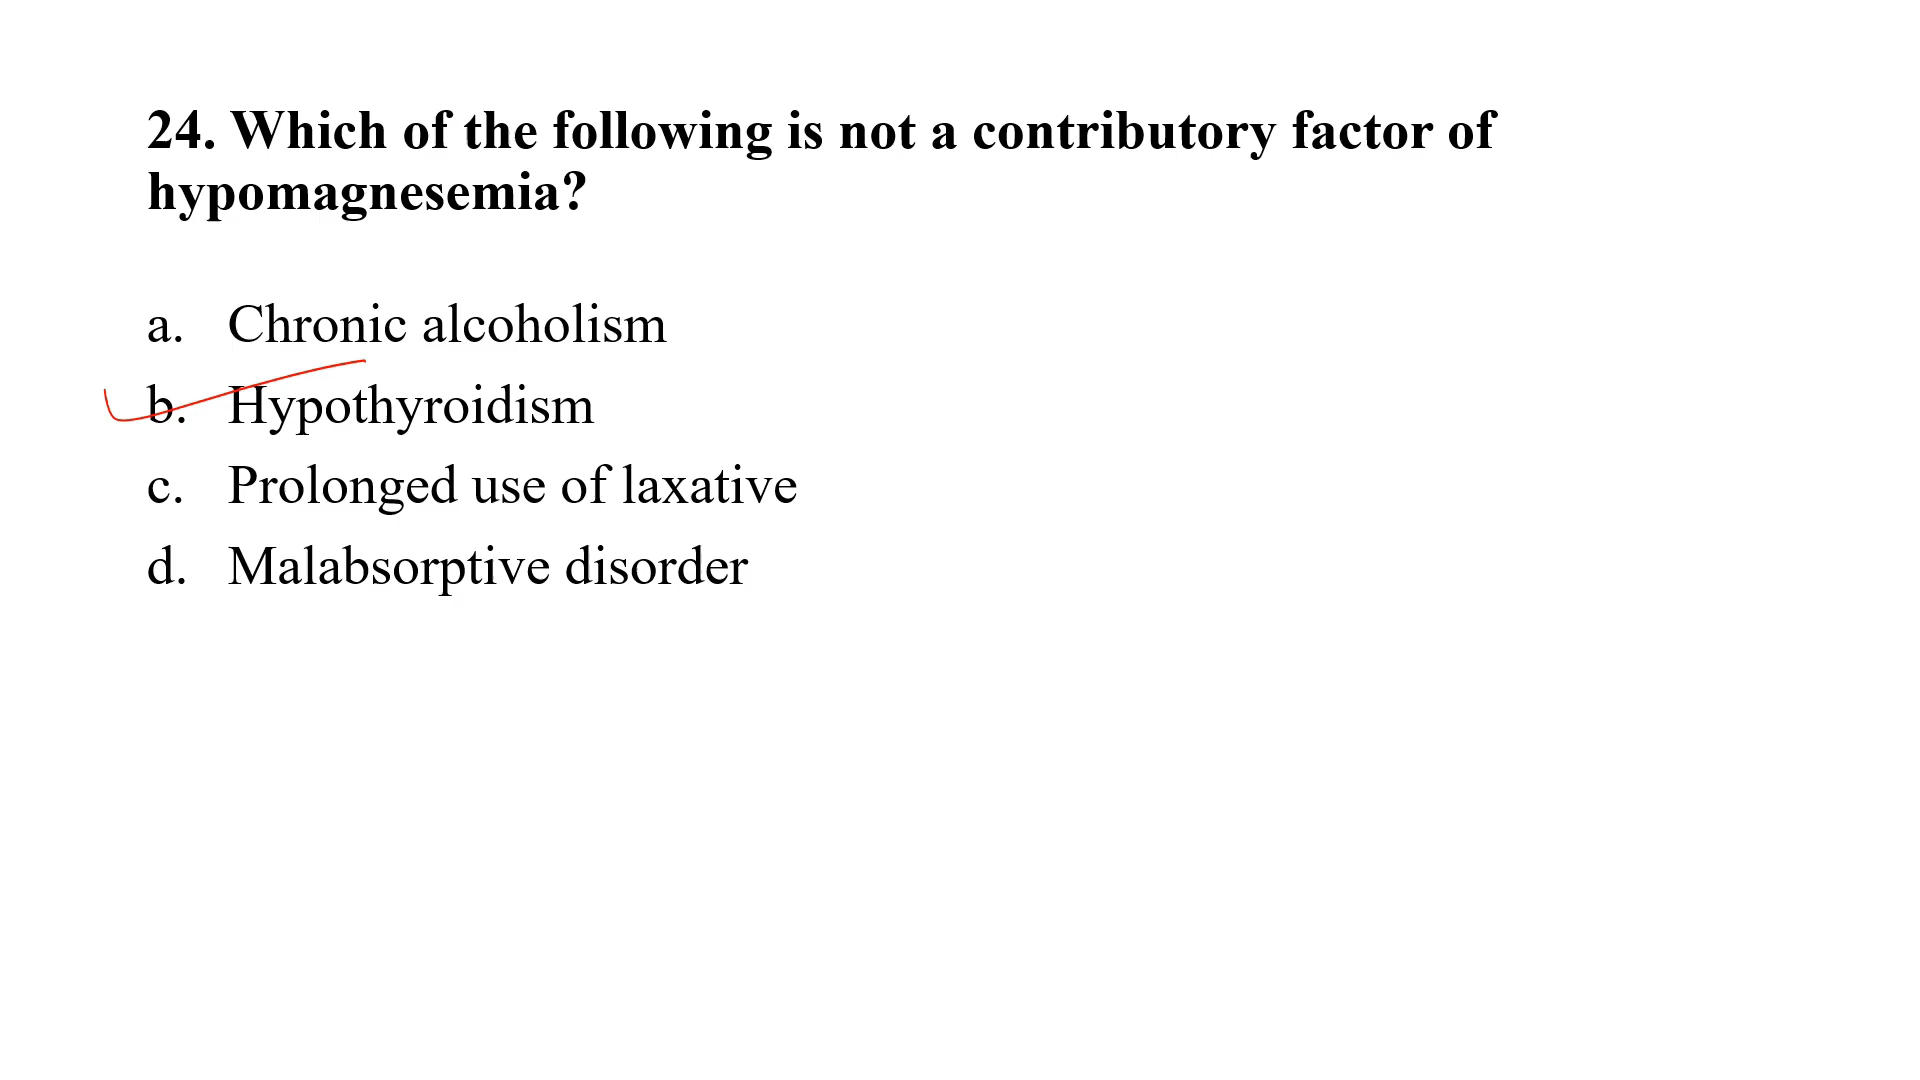 24. Which of the following is not a contributory factor of
hypomagnesemia?
a. Chronic alcoholism
b. Hypothyroidism
c. Prolonged use of laxative
d. Malabsorptive disorder